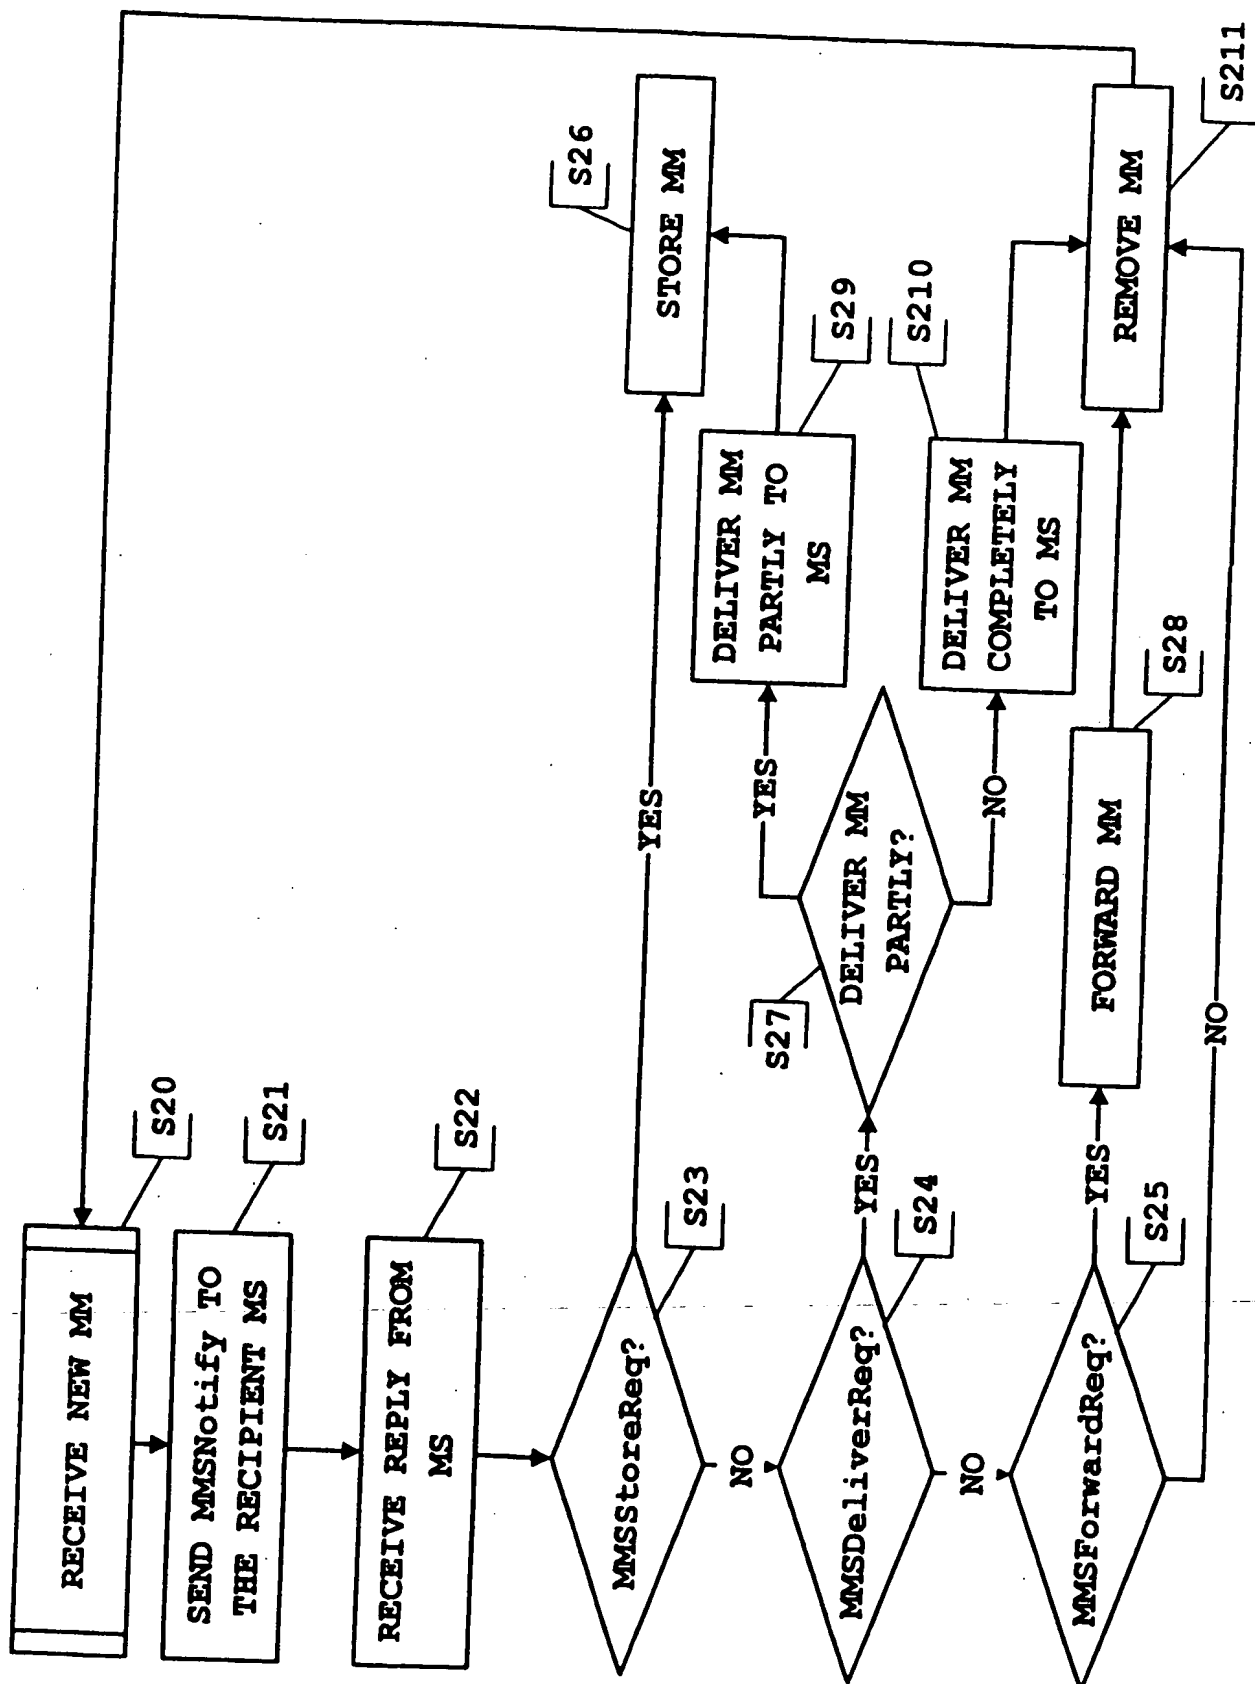 RECEIVE NEW MM
S20
SEND MMSNotify TO
THE RECIPIENT MS
S21
RECEIVE REPLY FROM
MS
S22
MMSStoreReq?
S23
YES
NO
STORE MM
S26
MMSDeliverReq?
S24
YES
NO
DELIVER MM
PARTLY?
S27
YES
NO
DELIVER MM
PARTLY TO
MS
S29
DELIVER MM
COMPLETELY
TO MS
S210
MMSForwardReq?
S25
YES
NO
FORWARD MM
S28
REMOVE MM
S211